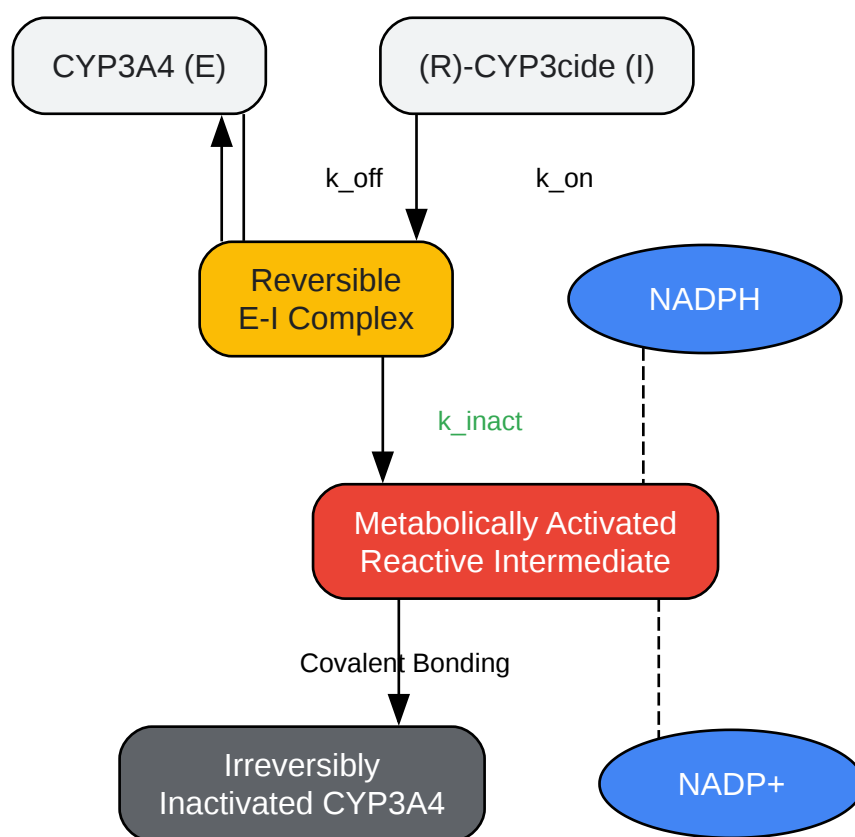 CYP3A4 (E)
(R)-CYP3cide (I)
k_off
k_on
Reversible
E-I Complex
NADPH
k_inact
Metabolically Activated
Reactive Intermediate
Covalent Bonding
Irreversibly
Inactivated CYP3A4
NADP+